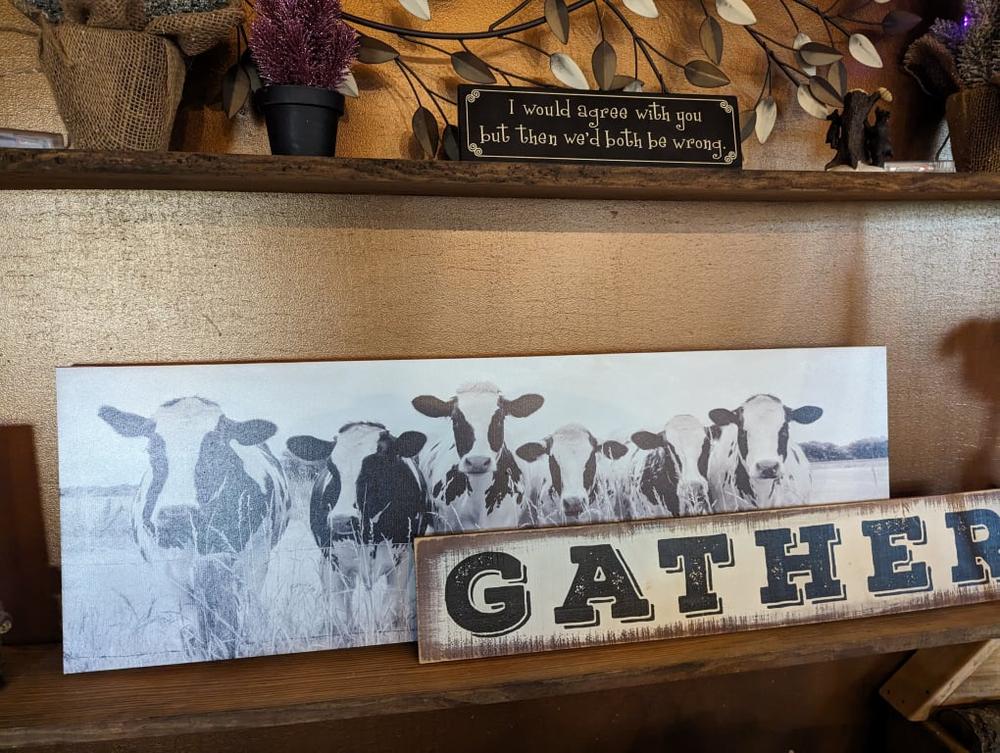 I would agree with you
but then we'd both be wrong.
GATHER